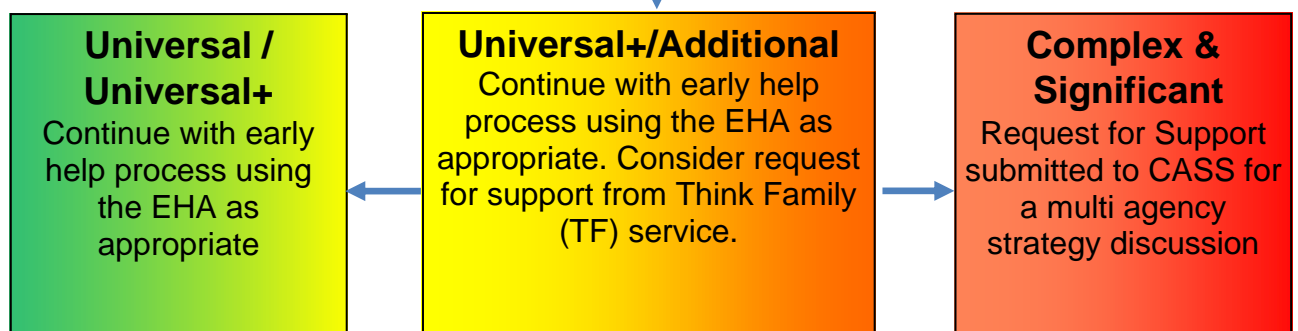 Universal /
Universal+
Continue with early
help process using
the EHA as
appropriate
Universal+/Additional
Continue with early help
process using the EHA as
appropriate. Consider request
for support from Think Family
(TF) service.
Complex &
Significant
Request for Support
submitted to CASS for
a multi agency
strategy discussion